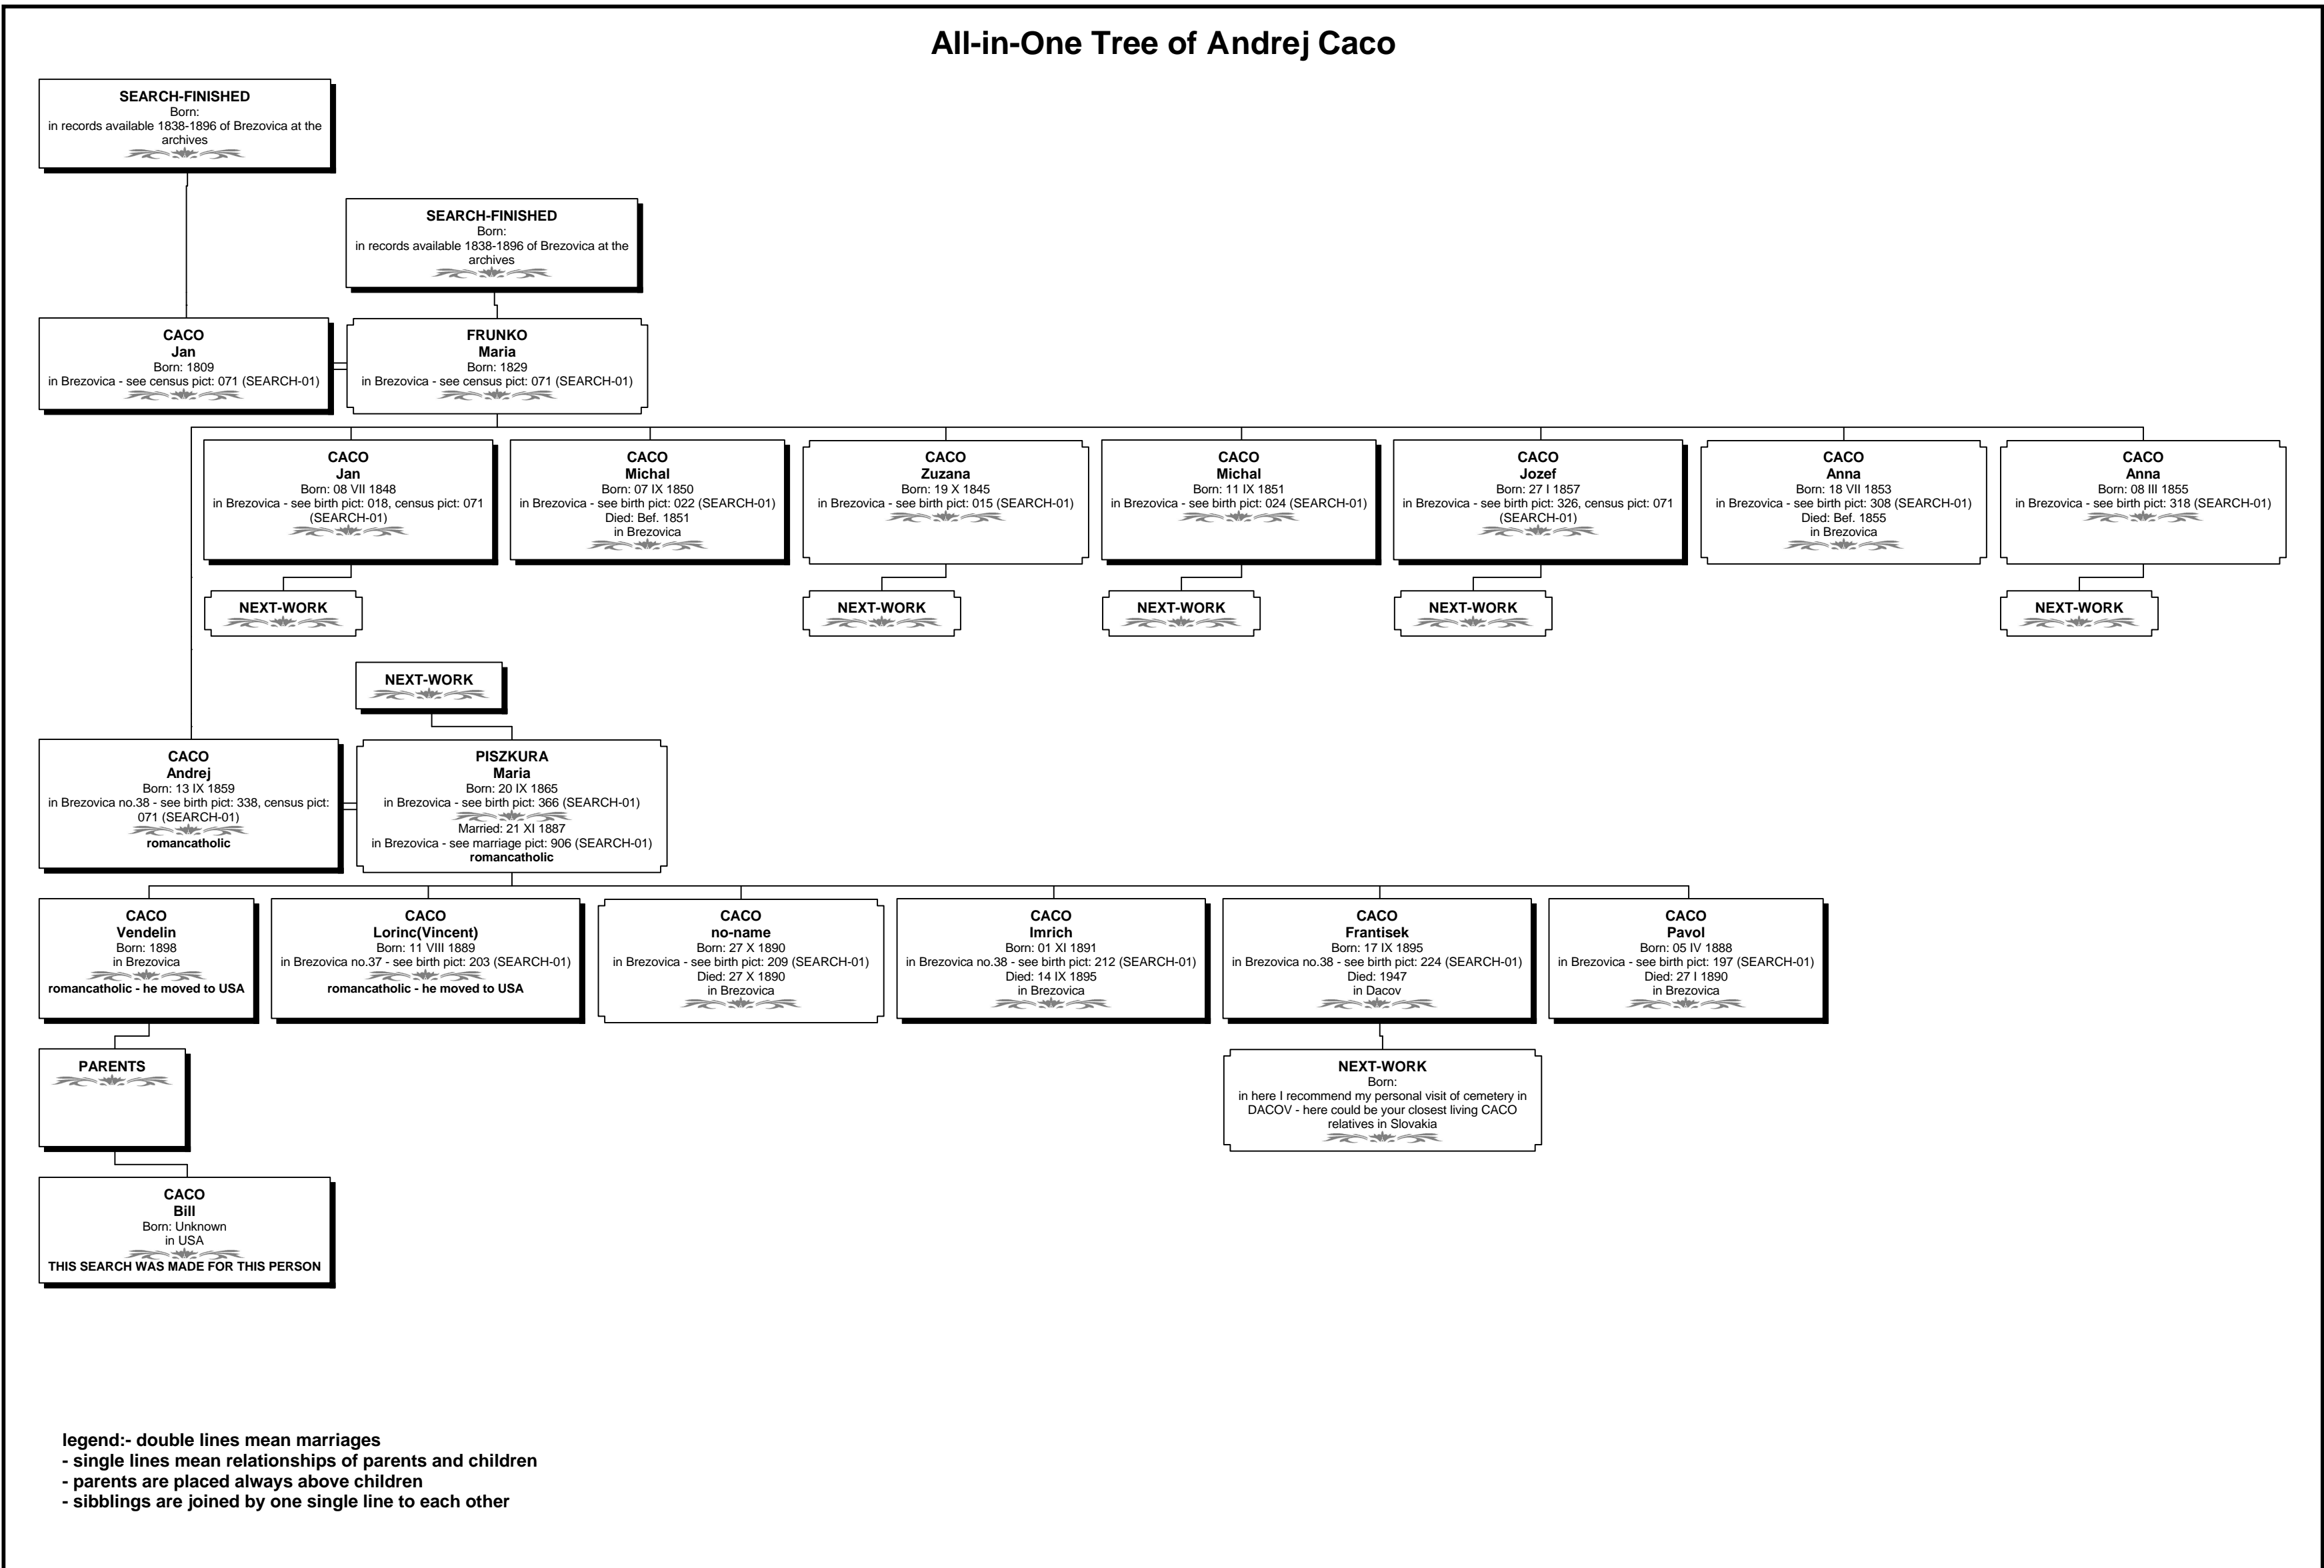 All-in-One Tree of Andrej Caco
SEARCH-FINISHED
Born:
in records available 1838-1896 of Brezovica at the
archives
SEARCH-FINISHED
Born:
in records available 1838-1896 of Brezovica at the
archives
CACO
Jan
Born: 1809
in Brezovica - see census pict: 071 (SEARCH-01)
FRUNKO
Maria
Born: 1829
in Brezovica - see census pict: 071 (SEARCH-01)
CACO
Jan
Born: 08 VII 1848
in Brezovica - see birth pict: 018, census pict: 071
(SEARCH-01)
CACO
Michal
Born: 07 IX 1850
in Brezovica - see birth pict: 022 (SEARCH-01)
Died: Bef. 1851
in Brezovica
CACO
Zuzana
Born: 19 X 1845
in Brezovica - see birth pict: 015 (SEARCH-01)
CACO
Michal
Born: 11 IX 1851
in Brezovica - see birth pict: 024 (SEARCH-01)
CACO
Jozef
Born: 27 I 1857
in Brezovica - see birth pict: 326, census pict: 071
(SEARCH-01)
CACO
Anna
Born: 18 VII 1853
in Brezovica - see birth pict: 308 (SEARCH-01)
Died: Bef. 1855
in Brezovica
CACO
Anna
Born: 08 III 1855
in Brezovica - see birth pict: 318 (SEARCH-01)
NEXT-WORK
NEXT-WORK
NEXT-WORK
NEXT-WORK
NEXT-WORK
NEXT-WORK
CACO
Andrej
Born: 13 IX 1859
in Brezovica no.38 - see birth pict: 338, census pict:
071 (SEARCH-01)
romancatholic
PISZKURA
Maria
Born: 20 IX 1865
in Brezovica - see birth pict: 366 (SEARCH-01)
Married: 21 XI 1887
in Brezovica - see marriage pict: 906 (SEARCH-01)
romancatholic
CACO
Vendelin
Born: 1898
in Brezovica
romancatholic - he moved to USA
CACO
Lorinc(Vincent)
Born: 11 VIII 1889
in Brezovica no.37 - see birth pict: 203 (SEARCH-01)
romancatholic - he moved to USA
CACO
no-name
Born: 27 X 1890
in Brezovica - see birth pict: 209 (SEARCH-01)
Died: 27 X 1890
in Brezovica
CACO
Imrich
Born: 01 XI 1891
in Brezovica no.38 - see birth pict: 212 (SEARCH-01)
Died: 14 IX 1895
in Brezovica
CACO
Frantisek
Born: 17 IX 1895
in Brezovica no.38 - see birth pict: 224 (SEARCH-01)
Died: 1947
in Dacov
CACO
Pavol
Born: 05 IV 1888
in Brezovica - see birth pict: 197 (SEARCH-01)
Died: 27 I 1890
in Brezovica
PARENTS
NEXT-WORK
Born:
in here I recommend my personal visit of cemetery in
DACOV - here could be your closest living CACO
relatives in Slovakia
CACO
Bill
Born: Unknown
in USA
THIS SEARCH WAS MADE FOR THIS PERSON
legend:- double lines mean marriages
- single lines mean relationships of parents and children
- parents are placed always above children
- sibblings are joined by one single line to each other